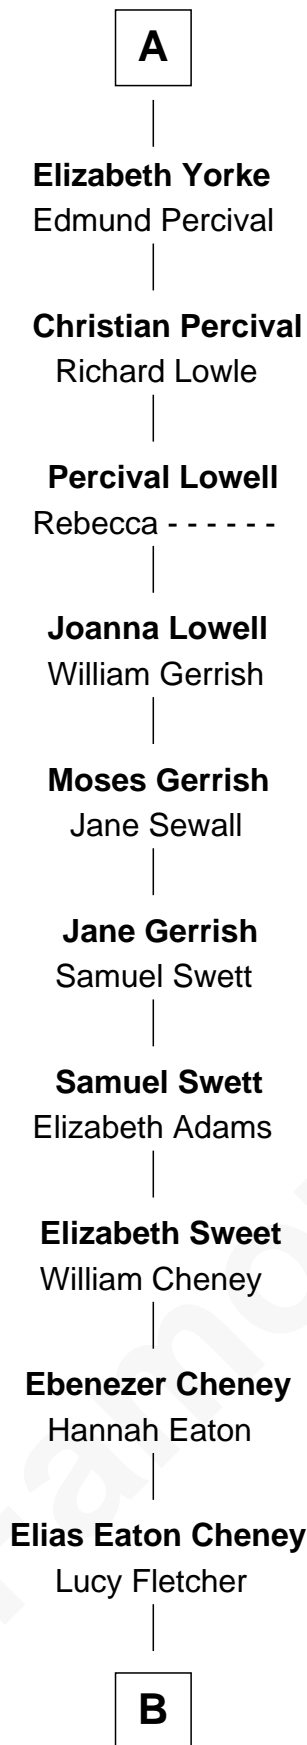 A
Elizabeth Yorke
Edmund Percival
Christian Percival
Richard Lowle
Percival Lowell
Rebecca - - - - - -
Joanna Lowell
William Gerrish
Moses Gerrish
Jane Sewall
Jane Gerrish
Samuel Swett
Samuel Swett
Elizabeth Adams
Elizabeth Sweet
William Cheney
Ebenezer Cheney
Hannah Eaton
Elias Eaton Cheney
Lucy Fletcher
B